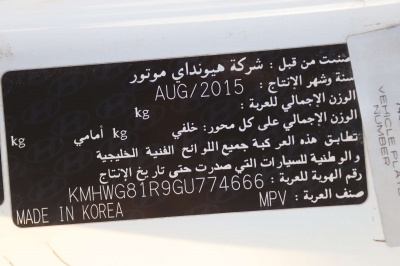 صنعت من قبل : شركة هيونداي موتور
سنة وشهر الإنتاج : AUG/2015
الوزن الإجمالي للعربة : kg
الوزن الإجمالي على كل محور: خلفي kg أمامي kg
تطابق هذه العربة جميع اللوائح الفنية الخليجية
والوطنية للسيارات التي صدرت حتى تاريخ الإنتاج
رقم الهوية للعربة : KMHWG81R9GU774666
صنف العربة : MPV
MADE IN KOREA
VEHICLE PLATE
NUMBER